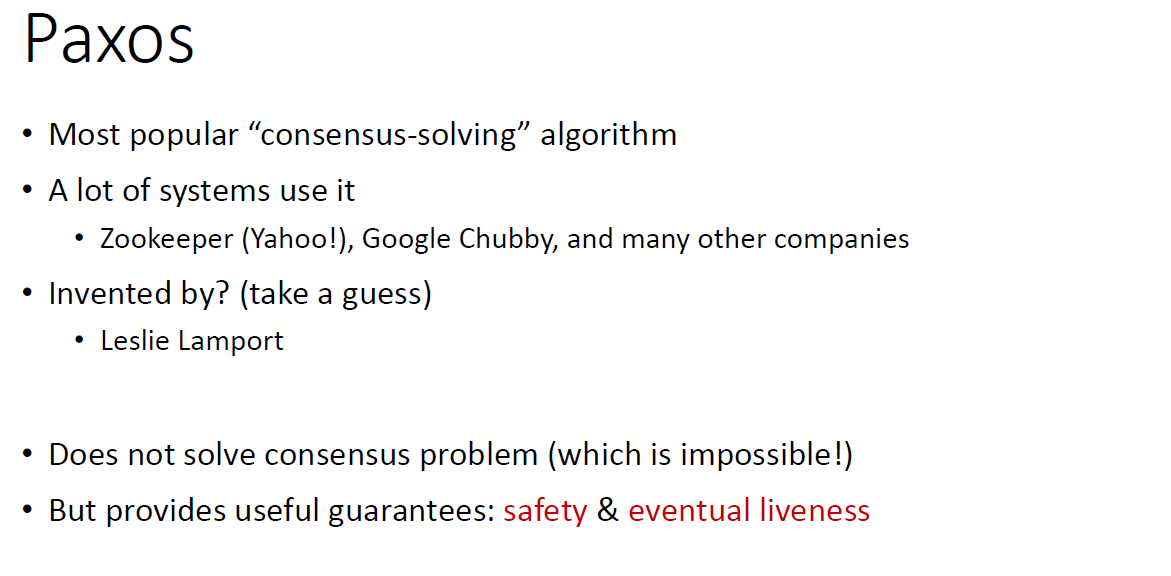 Paxos
• Most popular “consensus-solving” algorithm
• A lot of systems use it
• Zookeeper (Yahoo!), Google Chubby, and many other companies
• Invented by? (take a guess)
• Leslie Lamport
• Does not solve consensus problem (which is impossible!)
• But provides useful guarantees: safety & eventual liveness